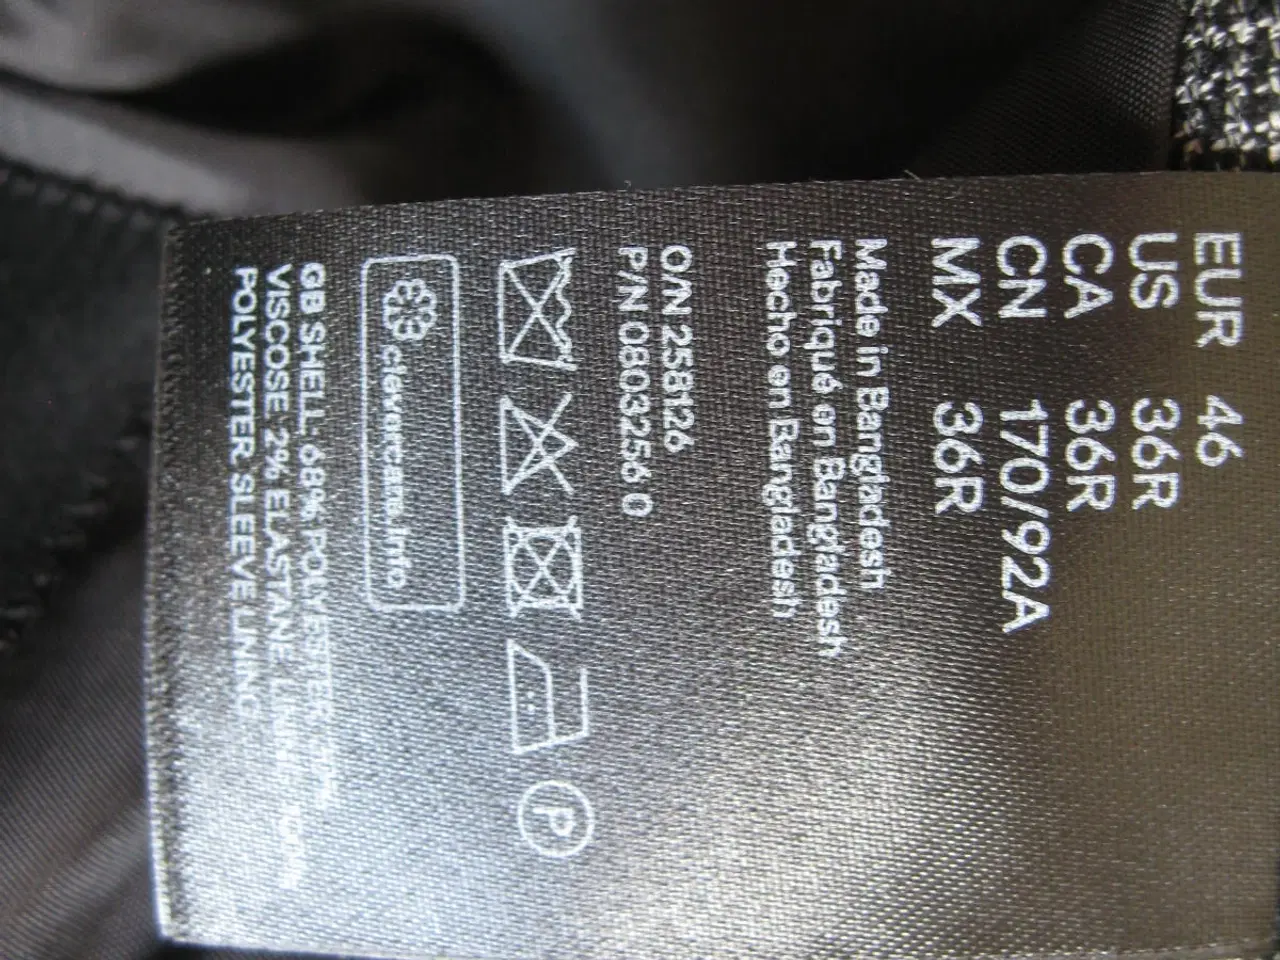 EUR 46
US 36R
CA 36R
CN 170/92A
MX 36R
Made in Bangladesh
Fabriqué en Bangladesh
Hecho en Bangladesh
O/N 258126
P/N 0803256 0
P
clevercare.info
GB SHELL: 68% POLYESTER
VISCOSE 2% ELASTANE
POLYESTER SLEEVE LINING